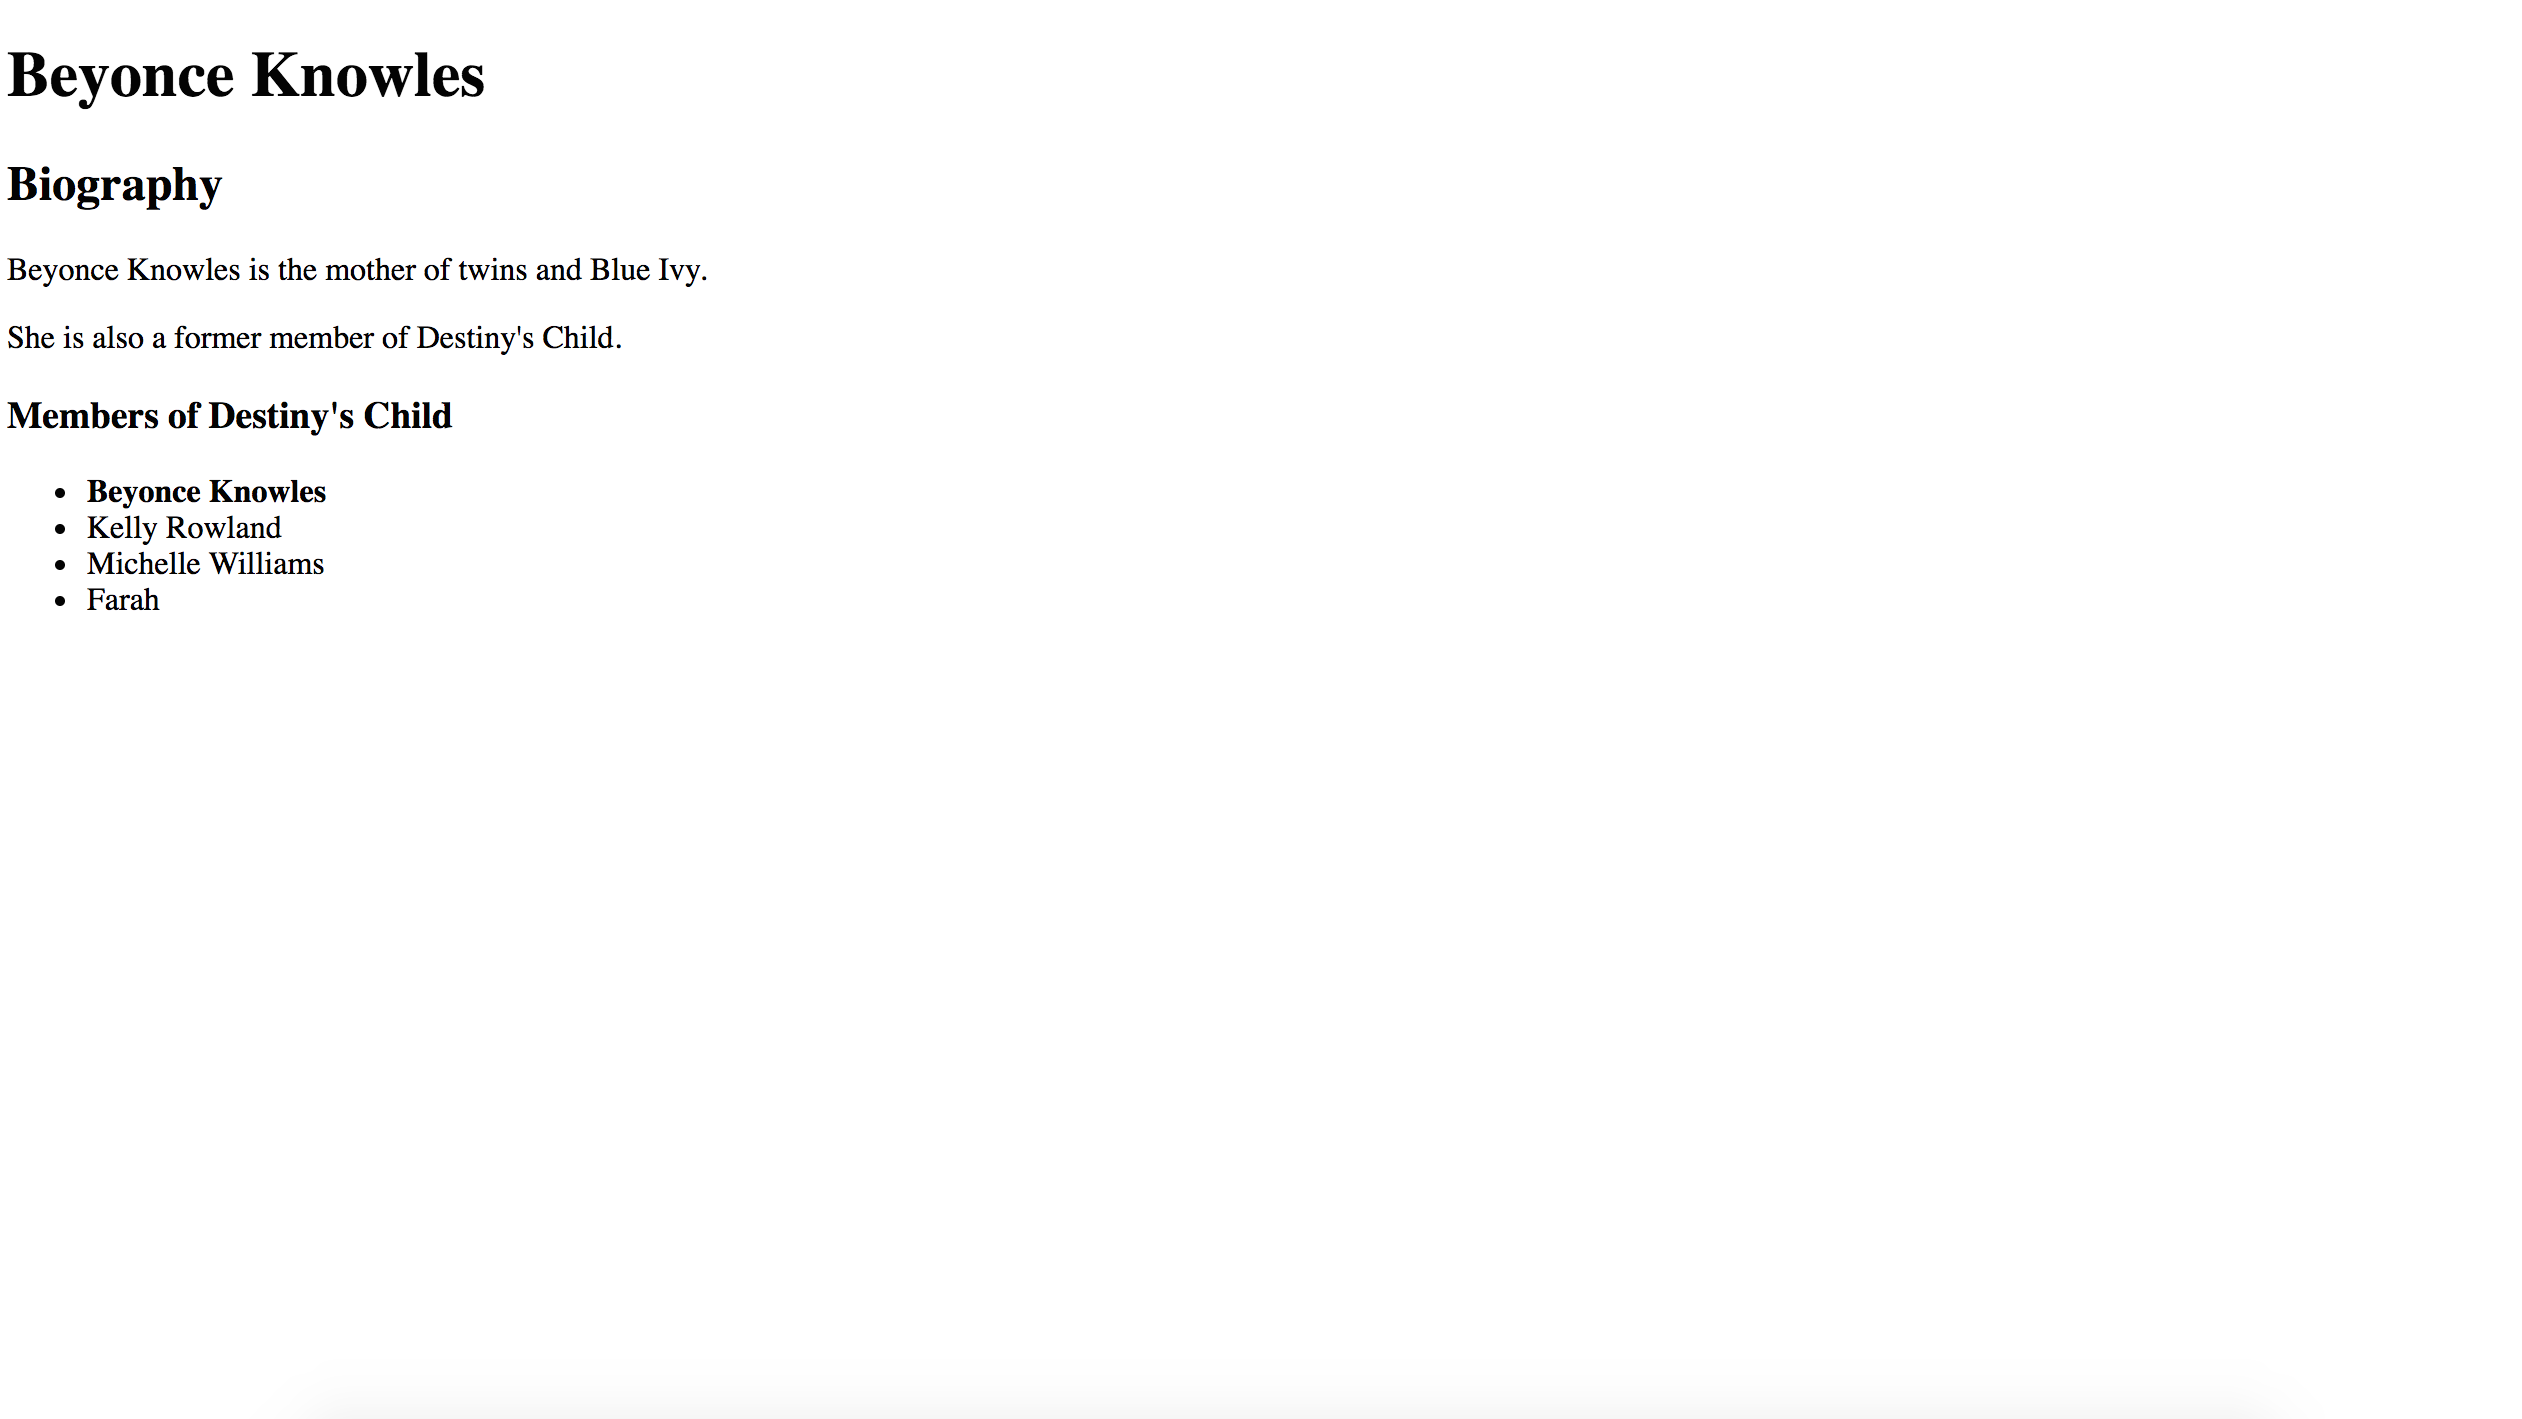 Beyonce Knowles
Biography
Beyonce Knowles is the mother of twins and Blue Ivy.
She is also a former member of Destiny's Child.
Members of Destiny's Child
• Beyonce Knowles
• Kelly Rowland
• Michelle Williams
• Farah